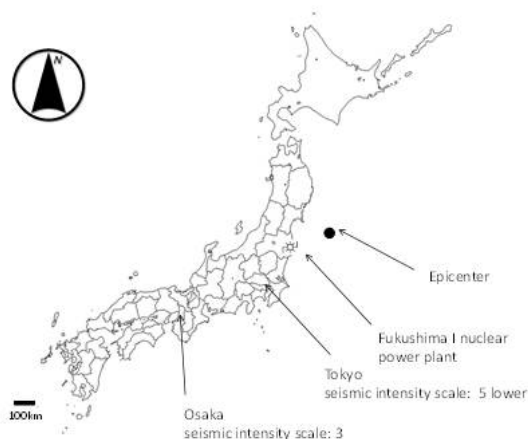 N
Epicenter
Fukushima I nuclear
power plant
Tokyo
seismic intensity scale: 5 lower
100km
Osaka
seismic intensity scale: 3